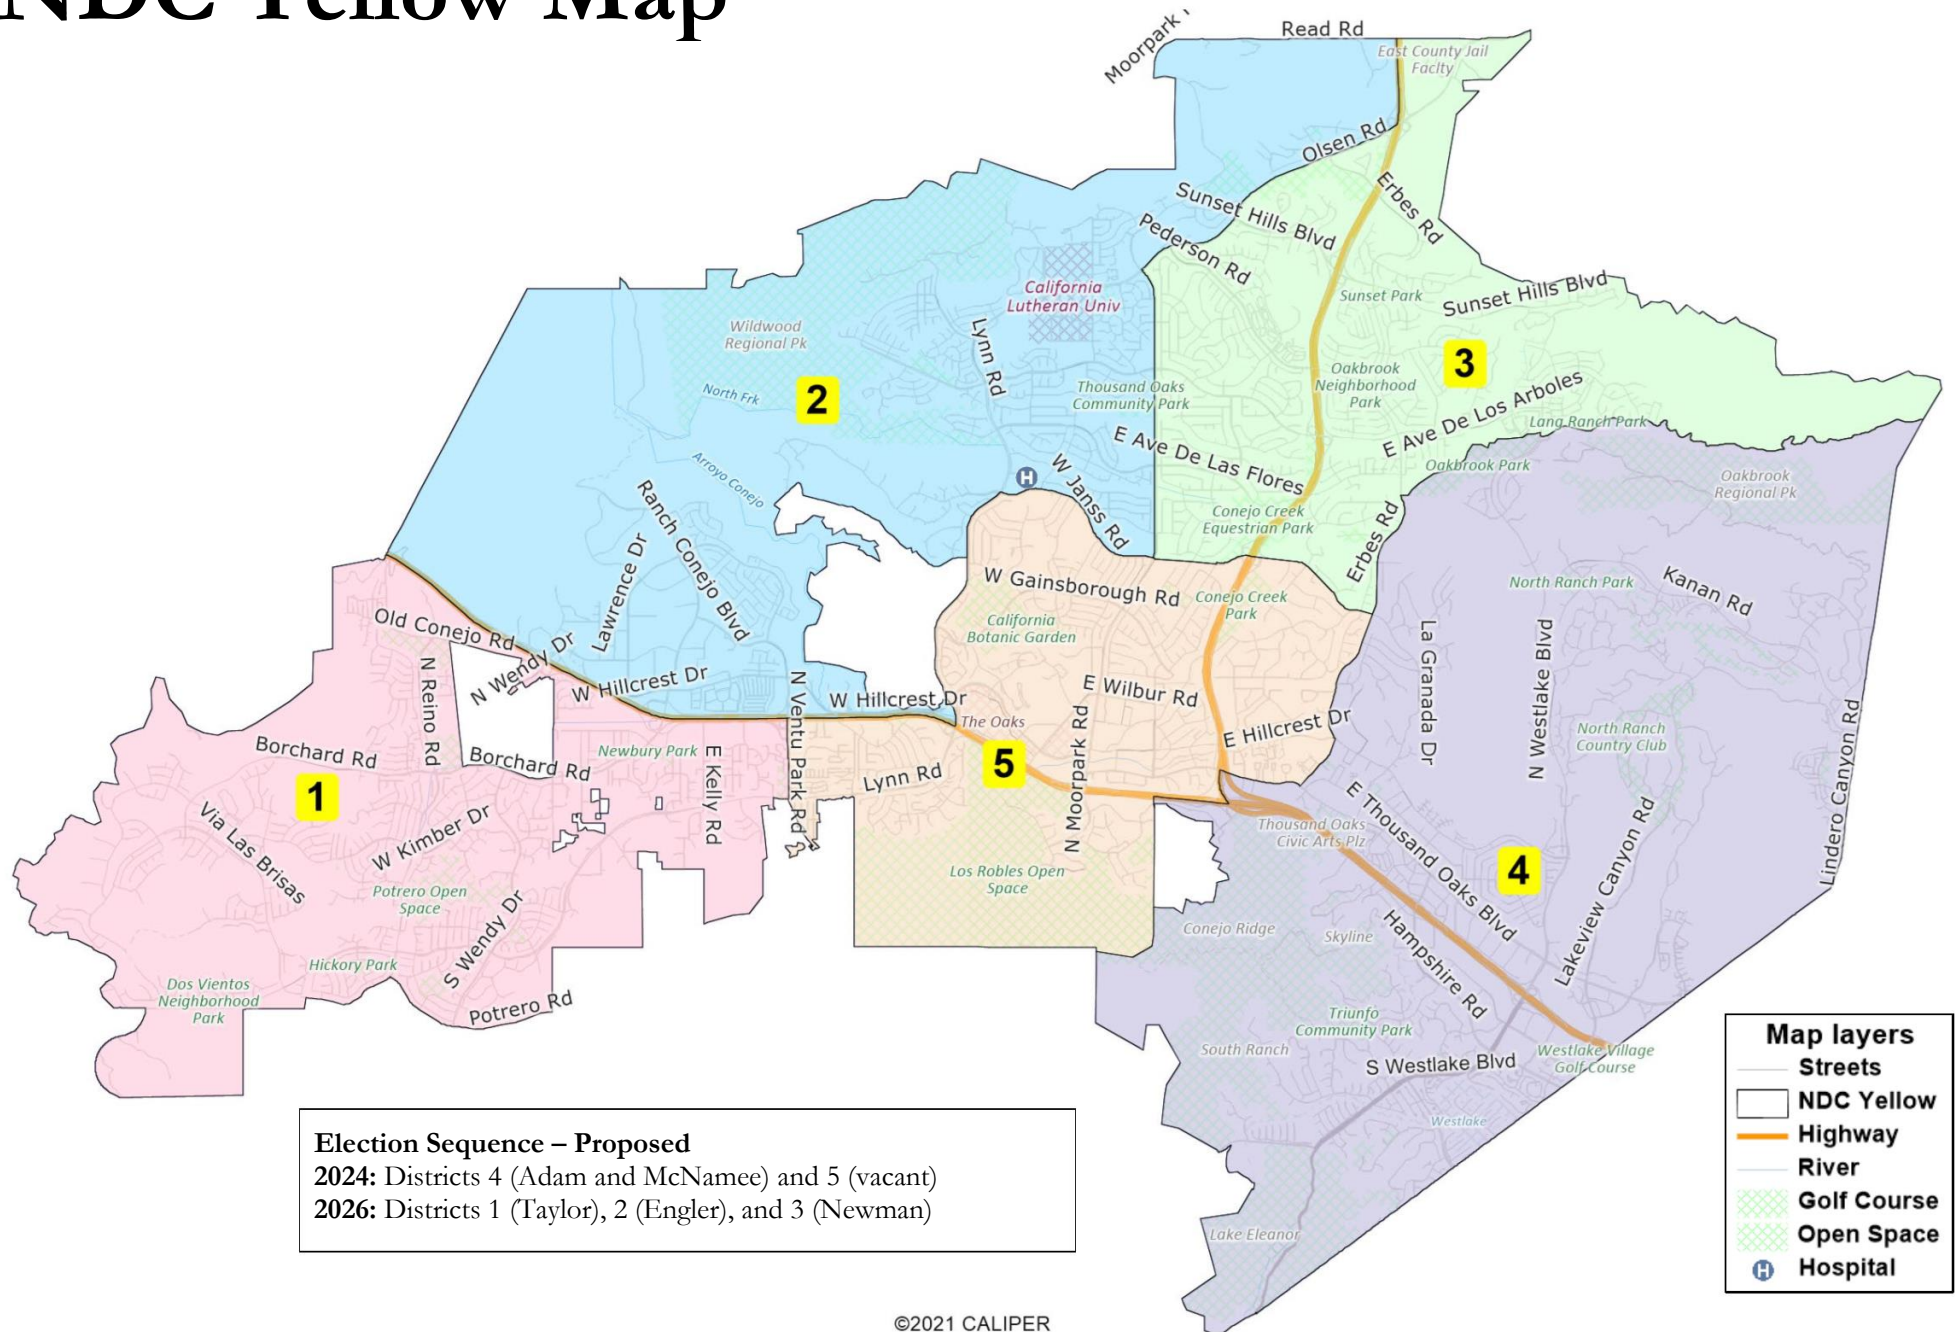 NDC Yellow Map
Moorpark
Read Rd
East County Jail
Faclty
Olsen Rd
Erbes Rd
Sunset Hills Blvd
Pederson Rd
California
Lutheran Univ
Sunset Park
Sunset Hills Blvd
Wildwood
Regional Pk
Lynn Rd
3
Oakbrook
Neighborhood
Park
North Frk
2
Thousand Oaks
Community Park
E Ave De Los Arboles
Lang Ranch Park
E Ave De Las Flores
Oakbrook Park
Oakbrook
Regional Pk
Arroyo Conejo
H
W Janss Rd
Ranch Conejo Blvd
Conejo Creek
Equestrian Park
Erbes Rd
Lawrence Dr
W Gainsborough Rd
Conejo Creek
Park
North Ranch Park
Kanan Rd
California
Botanic Garden
Old Conejo Rd
N Wendy Dr
N Reino Rd
W Hillcrest Dr
N Ventu Park Rd
W Hillcrest Dr
E Wilbur Rd
La Granada Dr
N Westlake Blvd
The Oaks
E Hillcrest Dr
North Ranch
Country Club
Lindero Canyon Rd
Borchard Rd
Borchard Rd
Newbury Park
E Kelly Rd
5
Lynn Rd
N Moorpark Rd
1
Via Las Brisas
W Kimber Dr
Thousand Oaks
Civic Arts Plz
E Thousand Oaks Blvd
4
Lakeview Canyon Rd
Potrero Open
Space
Los Robles Open
Space
S Wendy Dr
Conejo Ridge
Skyline
Hampshire Rd
Hickory Park
Dos Vientos
Neighborhood
Park
Potrero Rd
Triunfo
Community Park
South Ranch
S Westlake Blvd
Westlake Village
Golf Course
Westlake
Lake Eleanor
Map layers
Streets
NDC Yellow
Highway
River
Golf Course
Open Space
H Hospital
Election Sequence – Proposed
2024: Districts 4 (Adam and McNamee) and 5 (vacant)
2026: Districts 1 (Taylor), 2 (Engler), and 3 (Newman)
©2021 CALIPER